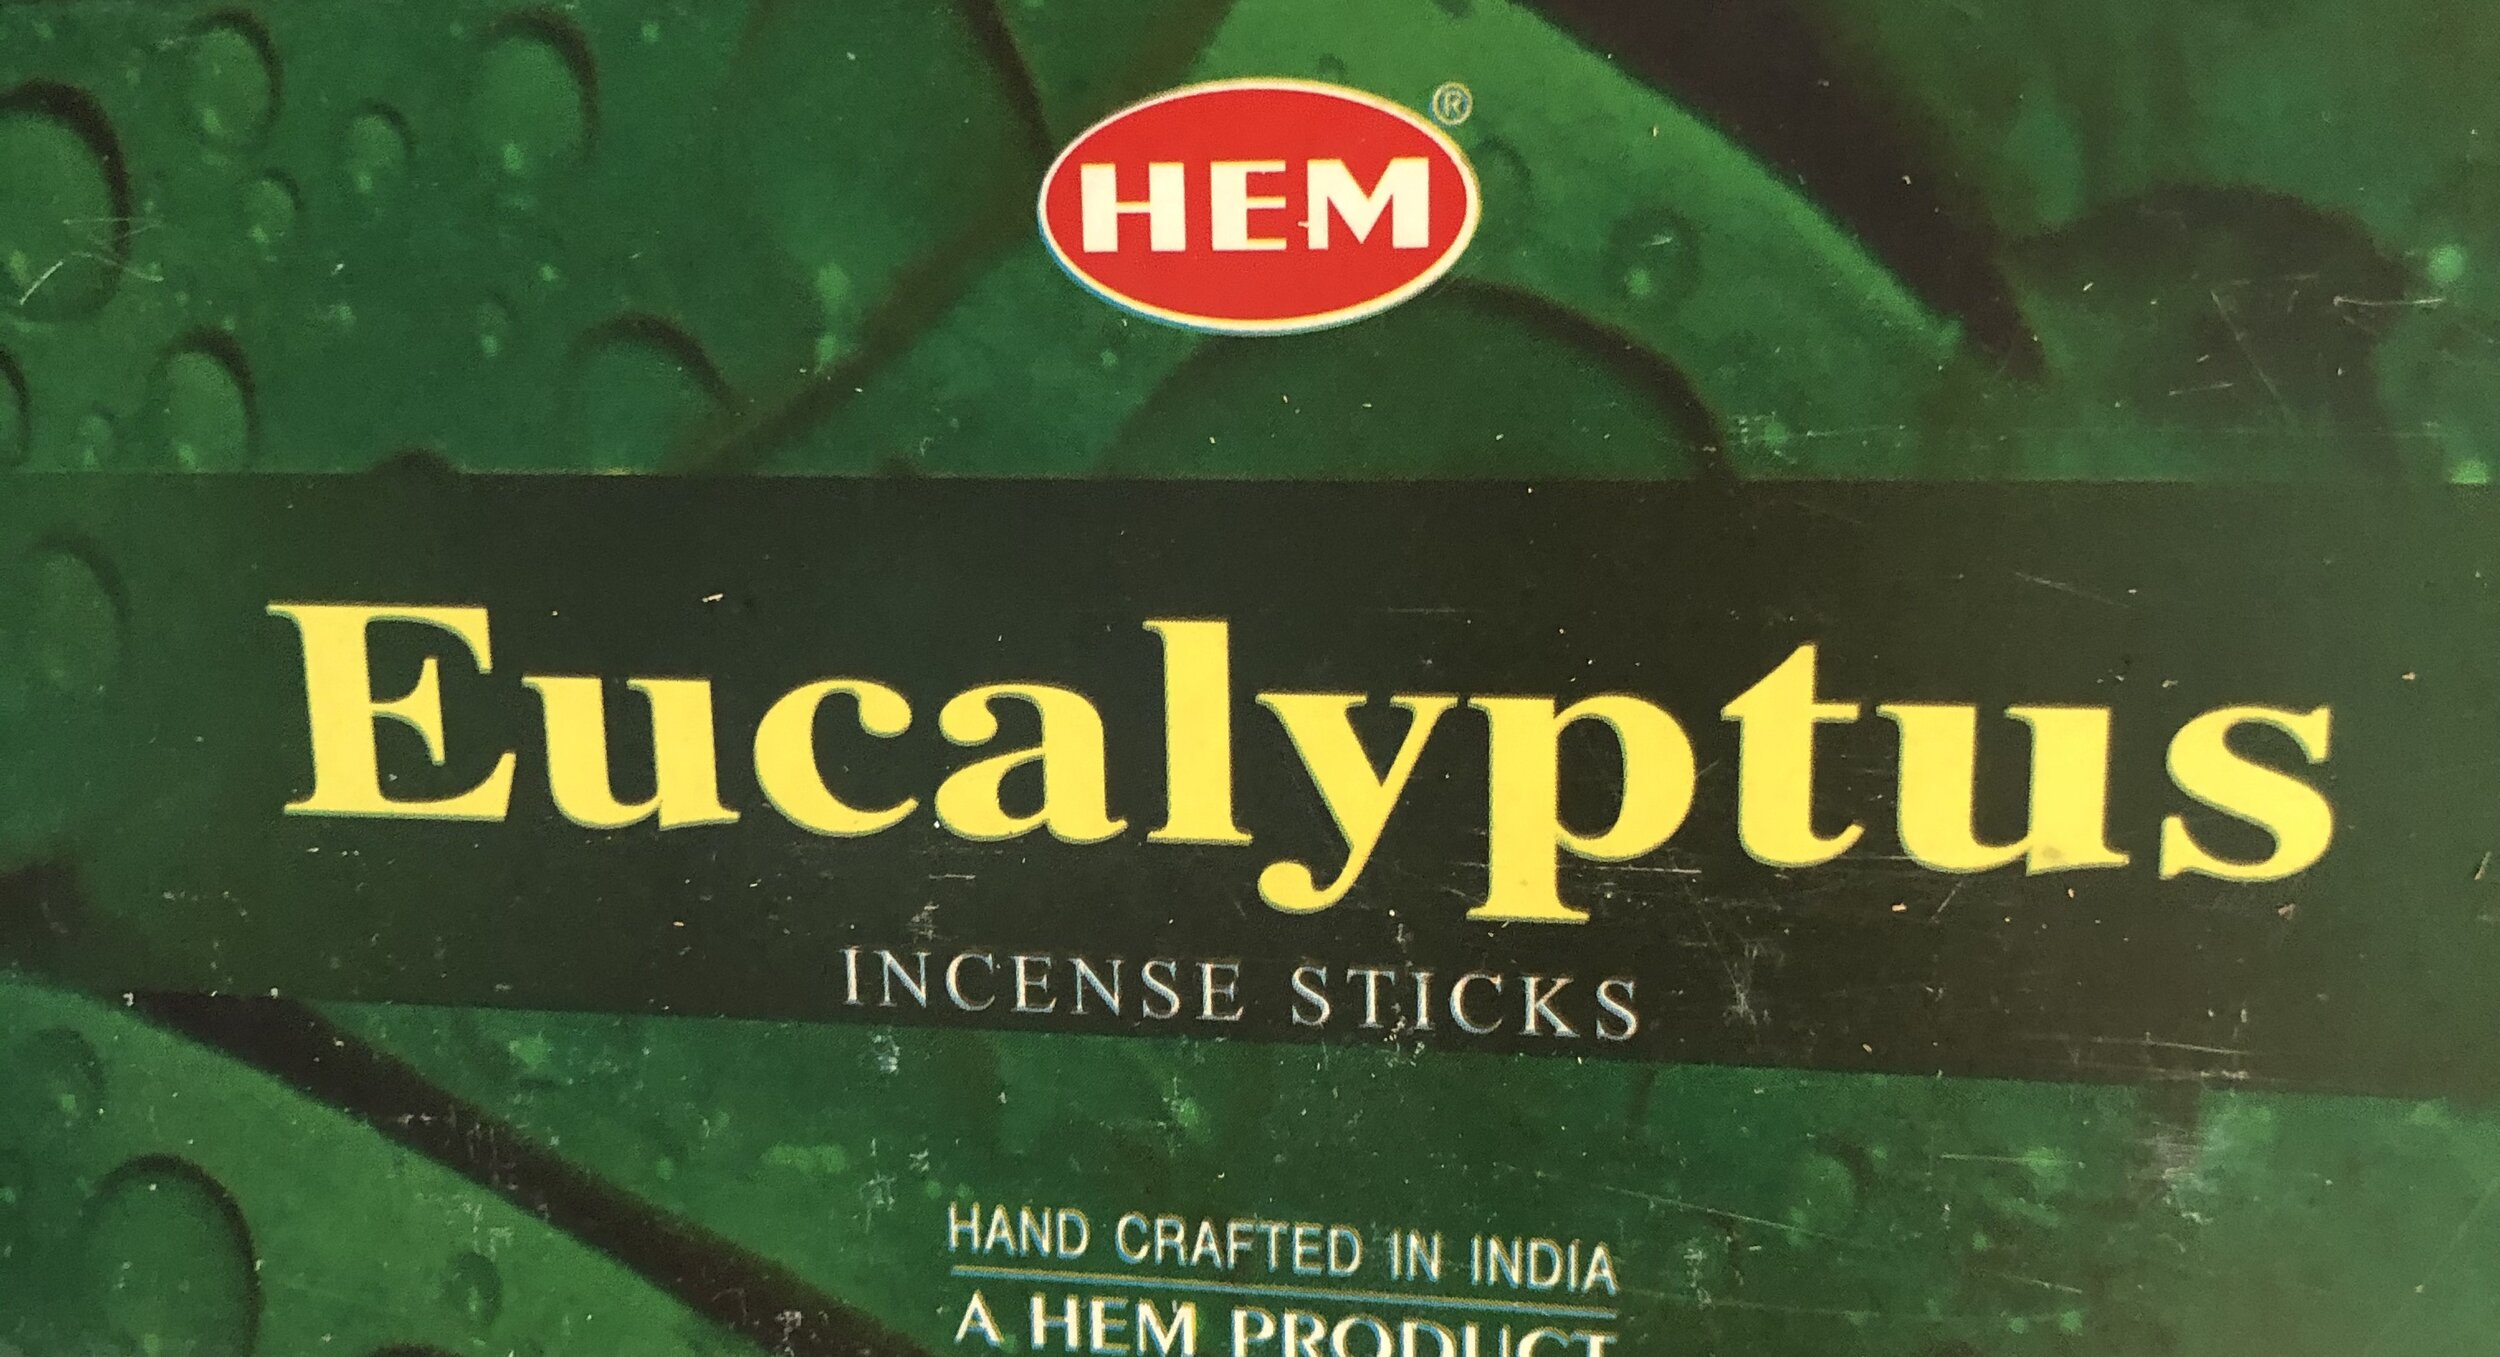 HEM®
Eucalyptus
INCENSE STICKS
HAND CRAFTED IN INDIA
A HEM PRODUCT